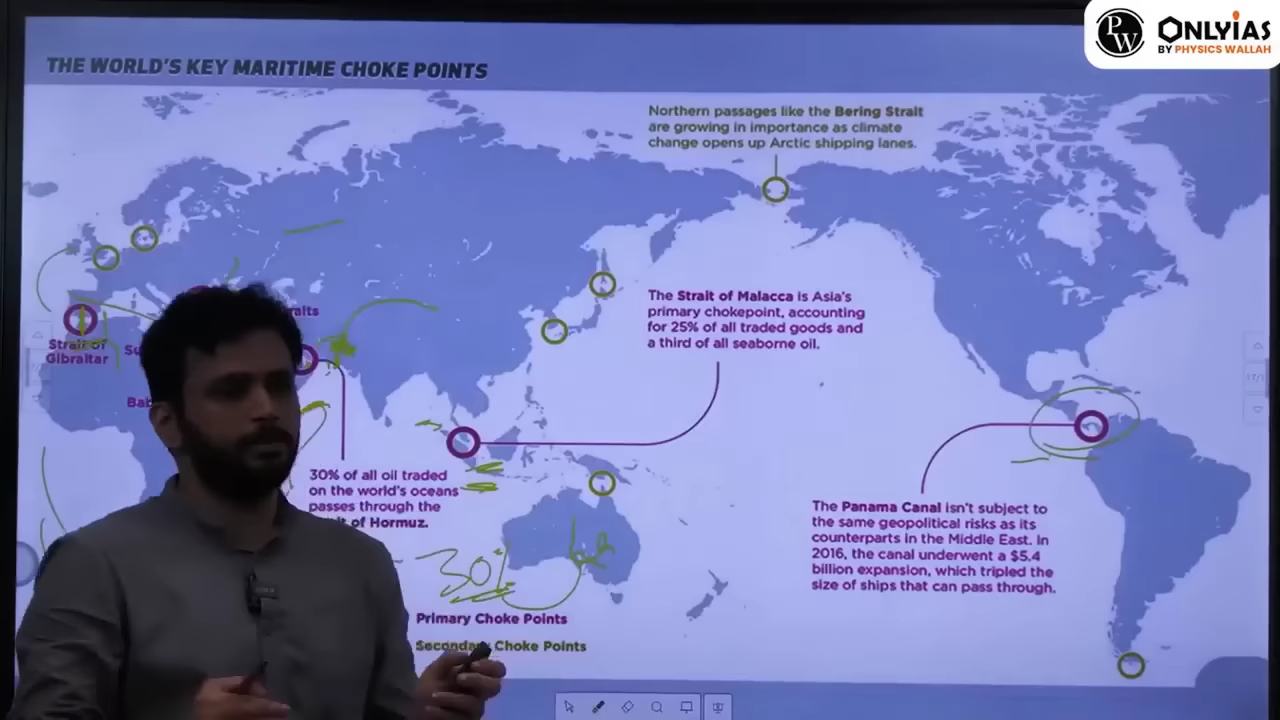 PW
ONLYIAS
BY PHYSICS WALLAH
THE WORLD'S KEY MARITIME CHOKE POINTS
Northern passages like the Bering Strait
are growing in importance as climate
change opens up Arctic shipping lanes.
The Strait of Malacca is Asia's
primary chokepoint, accounting
for 25% of all traded goods and
a third of all seaborne oil.
Strait of
Gibraltar
30% of all oil traded
on the world's oceans
passes through the
of Hormuz.
30%
The Panama Canal isn't subject to
the same geopolitical risks as its
counterparts in the Middle East. In
2016, the canal underwent a $5.4
billion expansion, which tripled the
size of ships that can pass through.
Primary Choke Points
Secondary Choke Points